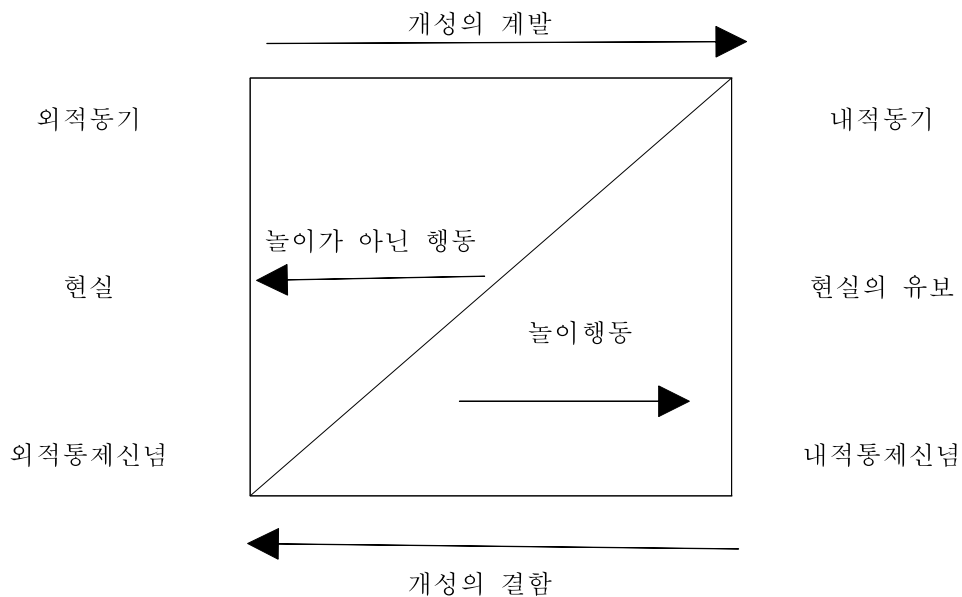 개성의 계발
외적동기
내적동기
놀이가 아닌 행동
현실
현실의 유보
놀이행동
외적통제신념
내적통제신념
개성의 결함